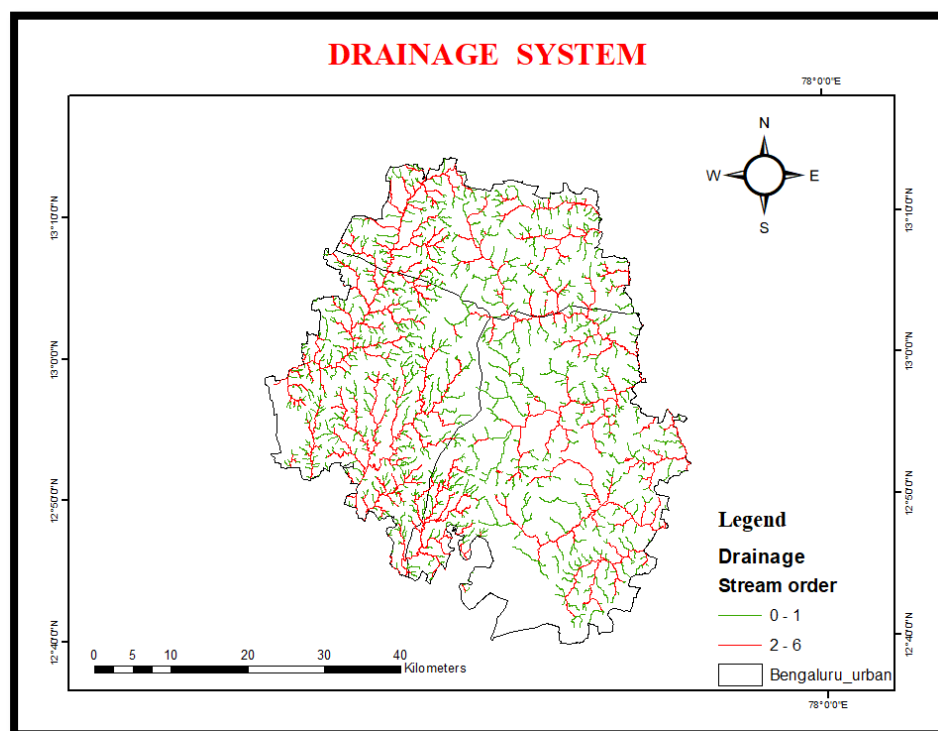 DRAINAGE SYSTEM
78°0'0"E
N
W E
S
13°10'0"N 13°10'0"N
13°0'0"N 13°0'0"N
12°50'0"N 12°50'0"N
Legend
Drainage
Stream order
0 - 1
2 - 6
Bengaluru_urban
12°40'0"N 12°40'0"N
0 5 10 20 30 40
Kilometers
78°0'0"E